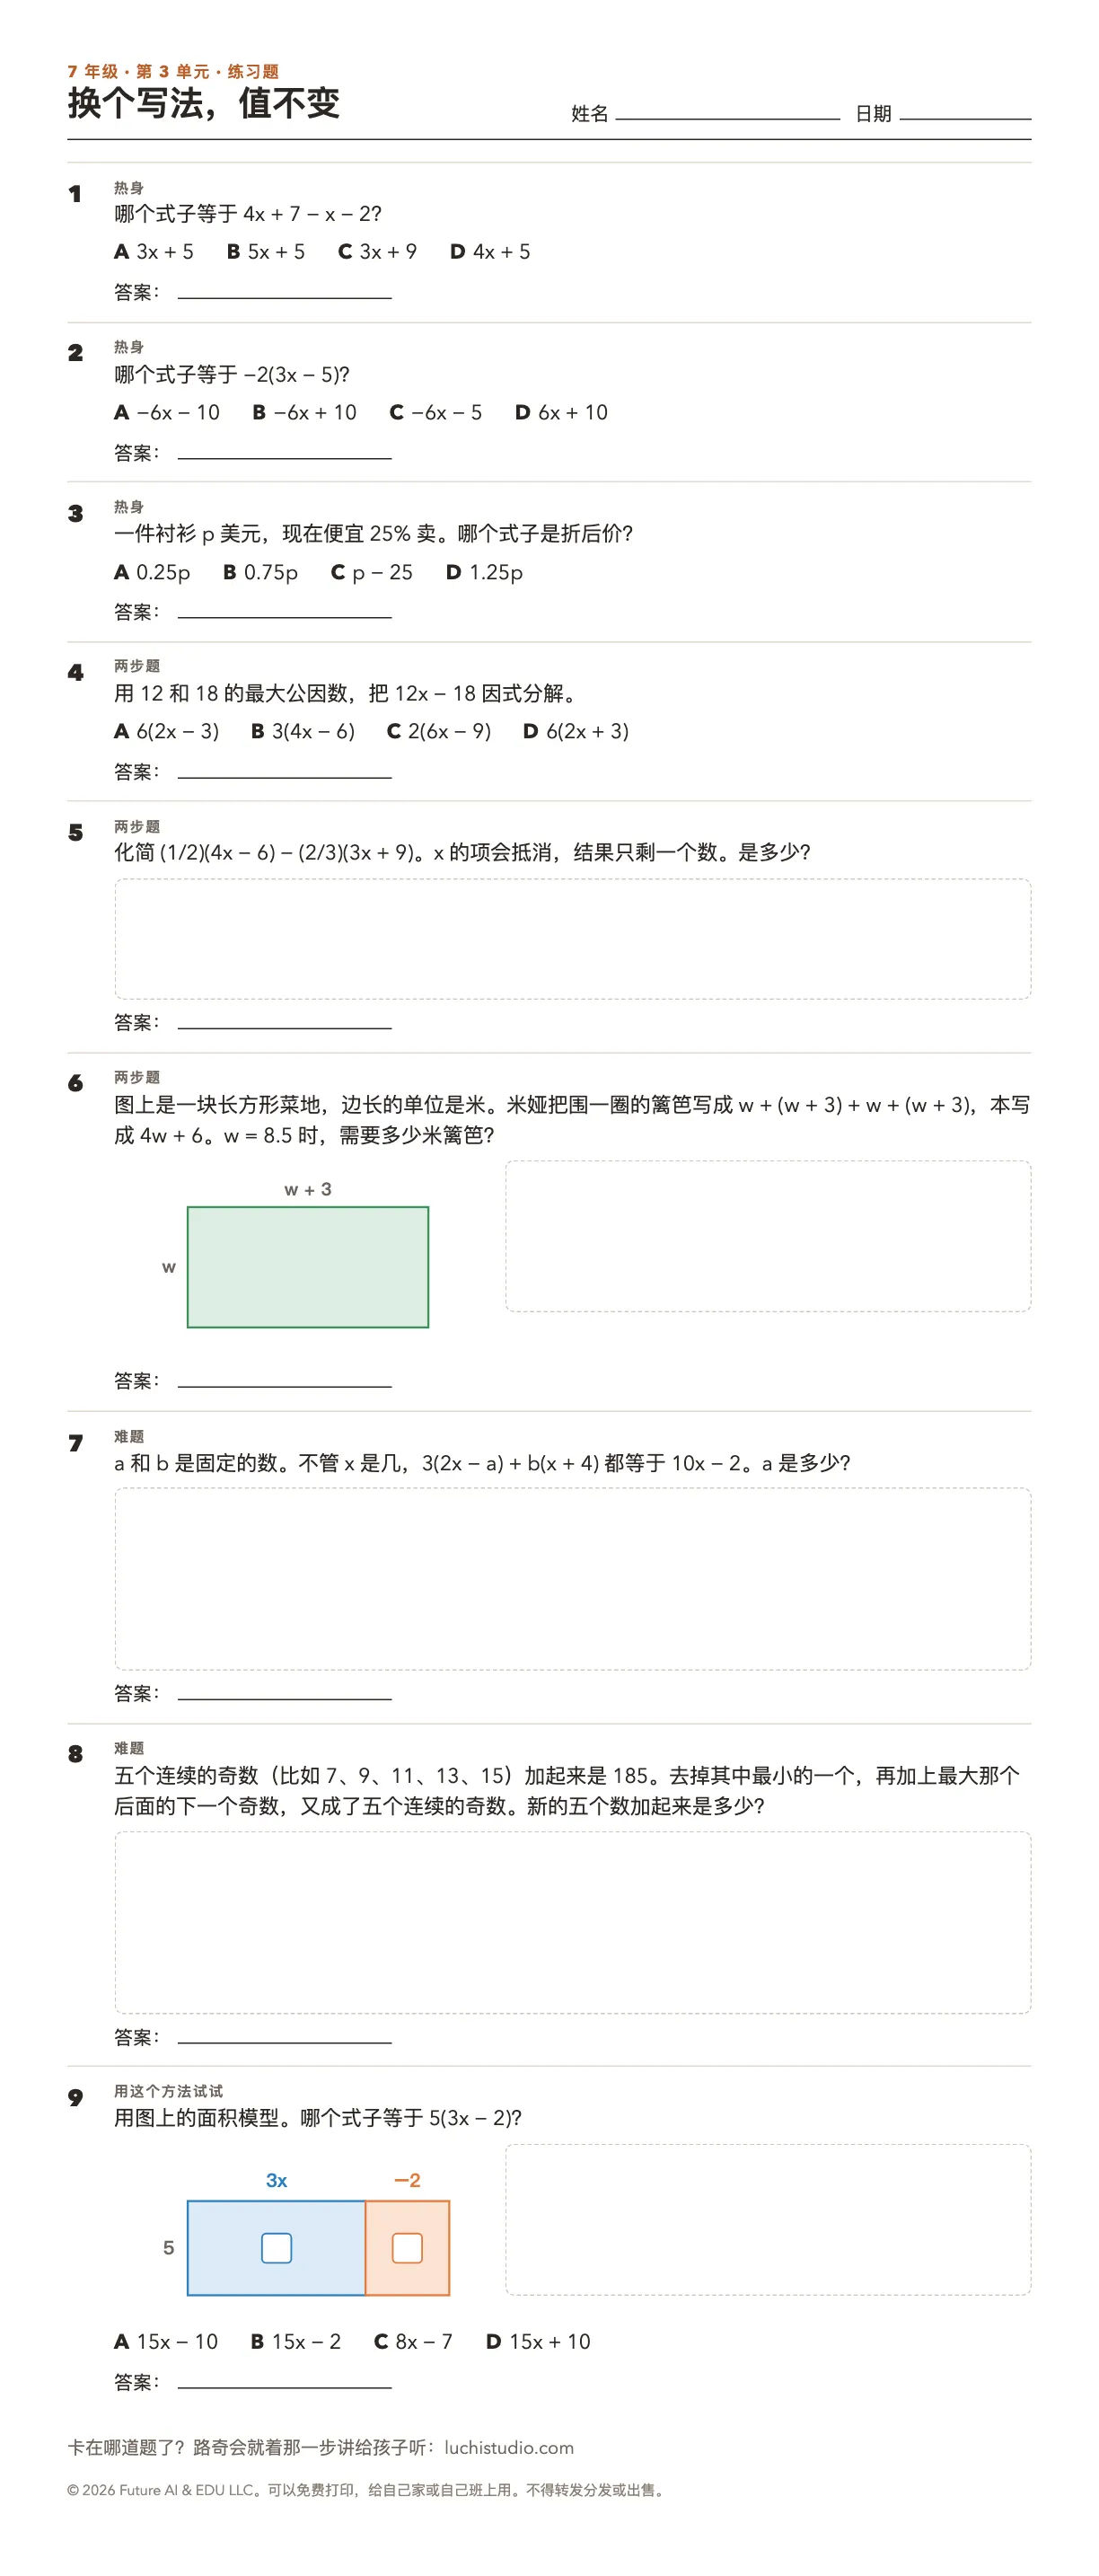 7 年级 · 第 3 单元 · 练习题
换个写法，值不变
姓名 日期
1
热身
哪个式子等于 4x + 7 − x − 2?
A 3x + 5 B 5x + 5 C 3x + 9 D 4x + 5
答案：
2
热身
哪个式子等于 −2(3x − 5)?
A −6x − 10 B −6x + 10 C −6x − 5 D 6x + 10
答案：
3
热身
一件衬衫 p 美元，现在便宜 25% 卖。哪个式子是折后价?
A 0.25p B 0.75p C p − 25 D 1.25p
答案：
4
两步题
用 12 和 18 的最大公因数，把 12x − 18 因式分解。
A 6(2x − 3) B 3(4x − 6) C 2(6x − 9) D 6(2x + 3)
答案：
5
两步题
化简 (1/2)(4x − 6) − (2/3)(3x + 9)。x 的项会抵消，结果只剩一个数。是多少?
答案：
6
两步题
图上是一块长方形菜地，边长的单位是米。米娅把围一圈的篱笆写成 w + (w + 3) + w + (w + 3)，本写
成 4w + 6。w = 8.5 时，需要多少米篱笆?
w + 3
w
答案：
7
难题
a 和 b 是固定的数。不管 x 是几，3(2x − a) + b(x + 4) 都等于 10x − 2。a 是多少?
答案：
8
难题
五个连续的奇数（比如 7、9、11、13、15）加起来是 185。去掉其中最小的一个，再加上最大那个
后面的下一个奇数，又成了五个连续的奇数。新的五个数加起来是多少?
答案：
9
用这个方法试试
用图上的面积模型。哪个式子等于 5(3x − 2)?
3x −2
5
A 15x − 10 B 15x − 2 C 8x − 7 D 15x + 10
答案：
卡在哪道题了? 路奇会就着那一步讲给孩子听：luchistudio.com
© 2026 Future AI & EDU LLC。可以免费打印，给自己家或自己班上用。不得转发分发或出售。